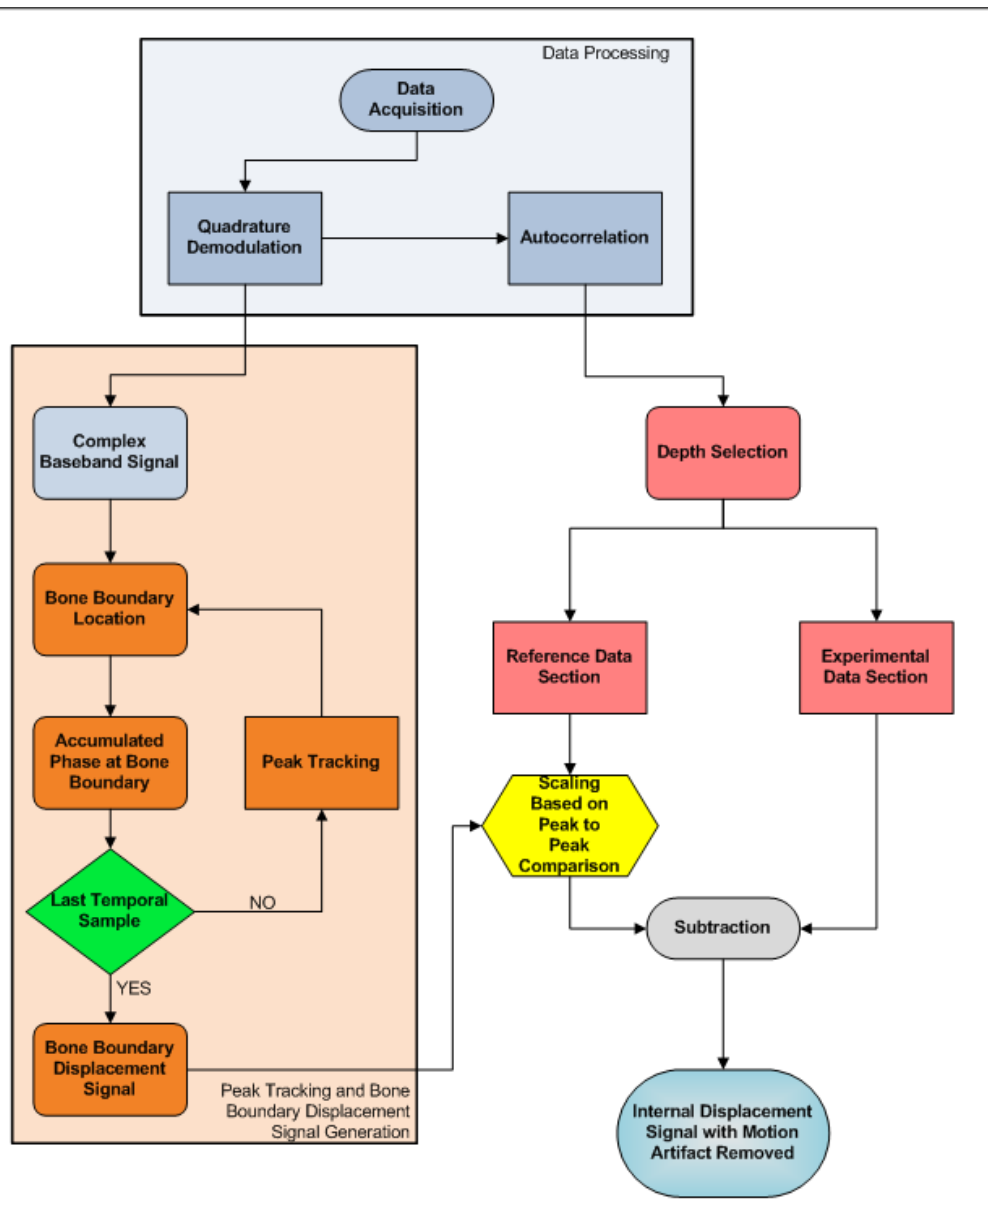 Data Processing
Data
Acquisition
Quadrature
Demodulation
Autocorrelation
Complex
Baseband Signal
Depth Selection
Bone Boundary
Location
Reference Data
Section
Experimental
Data Section
Accumulated
Phase at Bone
Boundary
Peak Tracking
Scaling
Based on
Peak to
Peak
Comparison
Last Temporal
Sample
NO
YES
Subtraction
Bone Boundary
Displacement
Signal
Peak Tracking and Bone
Boundary Displacement
Signal Generation
Internal Displacement
Signal with Motion
Artifact Removed